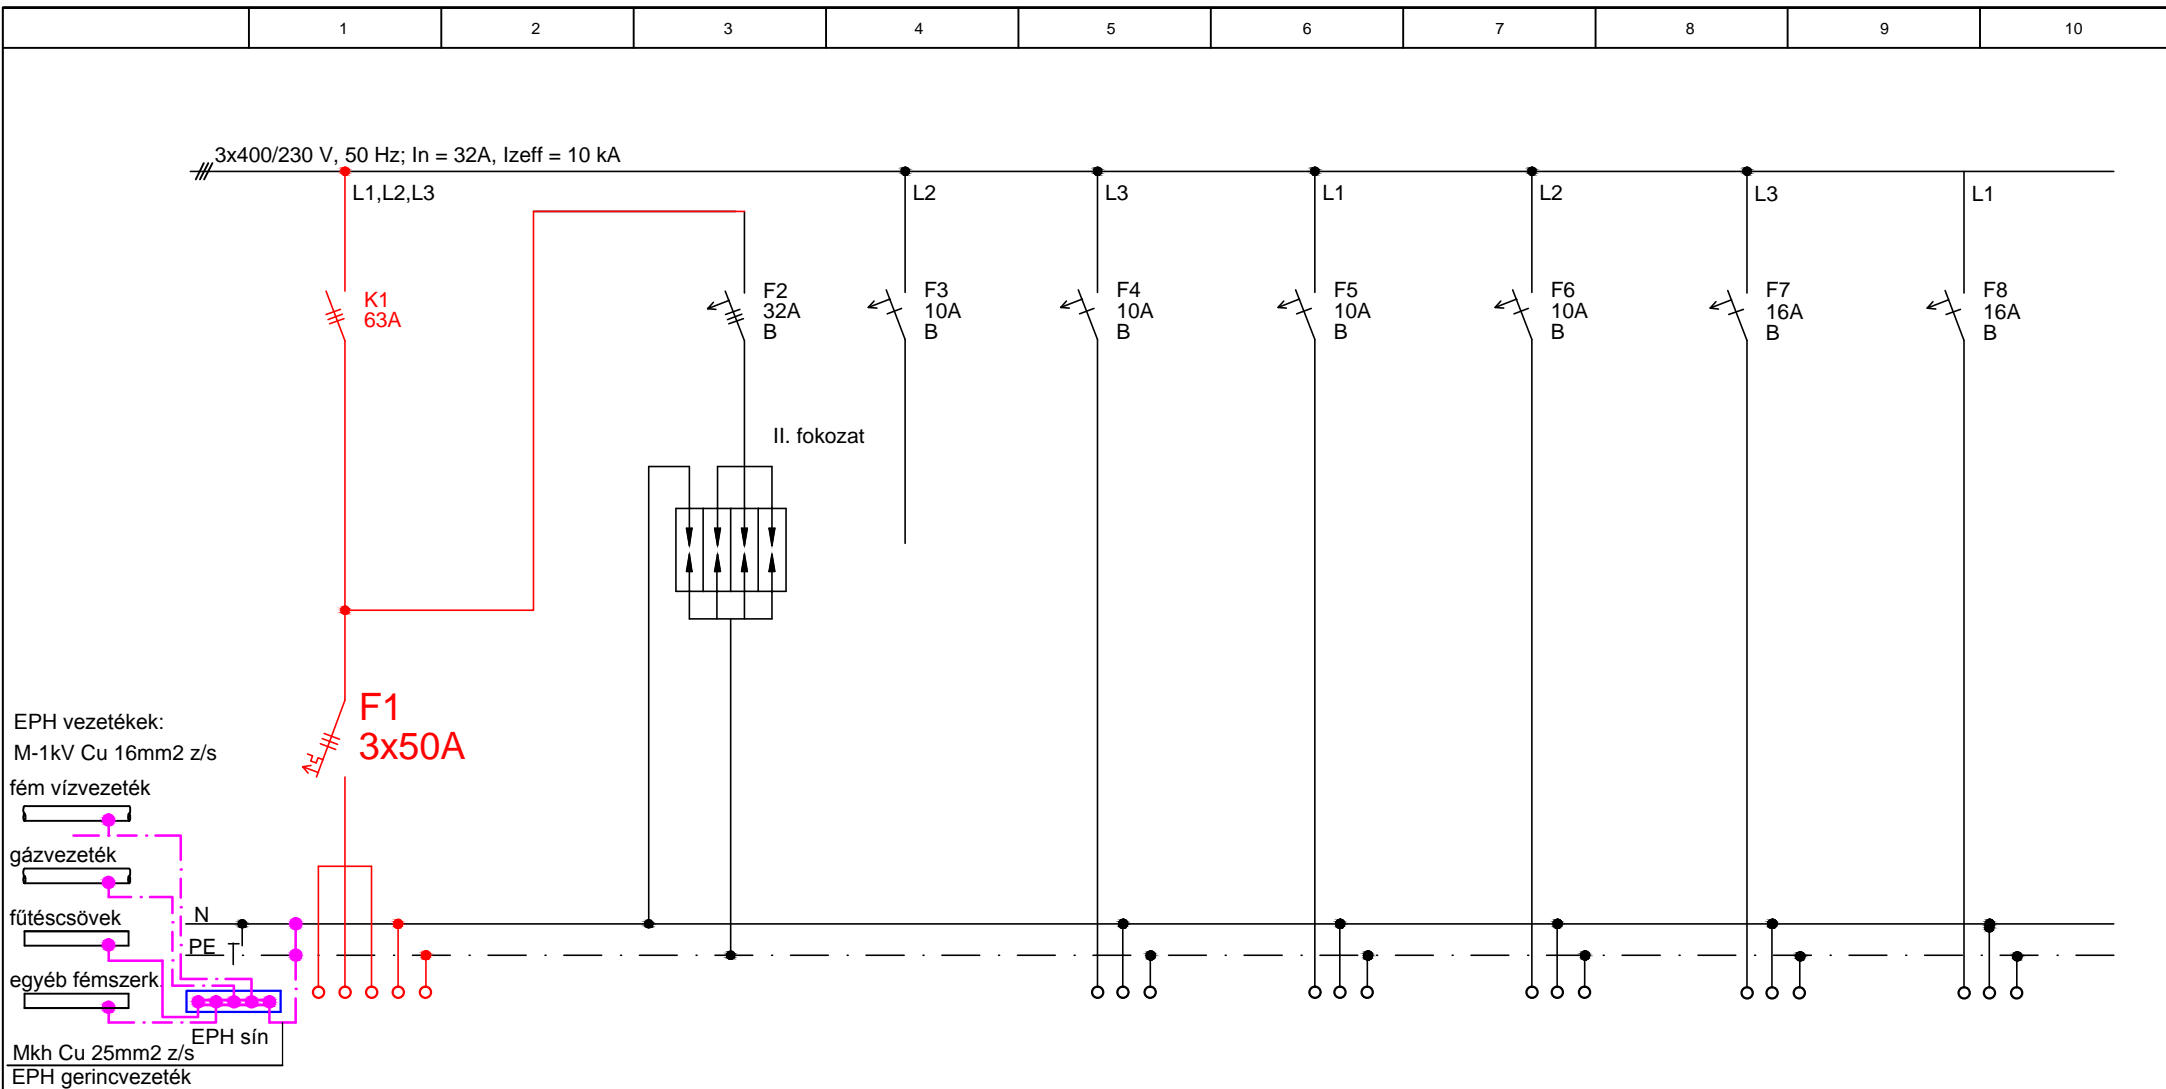 1 2 3 4 5 6 7 8 9 10
3x400/230 V, 50 Hz; In = 32A, Izeff = 10 kA
L1,L2,L3
L2
L3
L1
L2
L3
L1
K1
63A
F2
32A
B
F3
10A
B
F4
10A
B
F5
10A
B
F6
10A
B
F7
16A
B
F8
16A
B
II. fokozat
F1
3x50A
EPH vezetékek:
M-1kV Cu 16mm2 z/s
fém vízvezeték
gázvezeték
fűtéscsövek
N
PE
egyéb fémszerk.
EPH sín
Mkh Cu 25mm2 z/s
EPH gerincvezeték